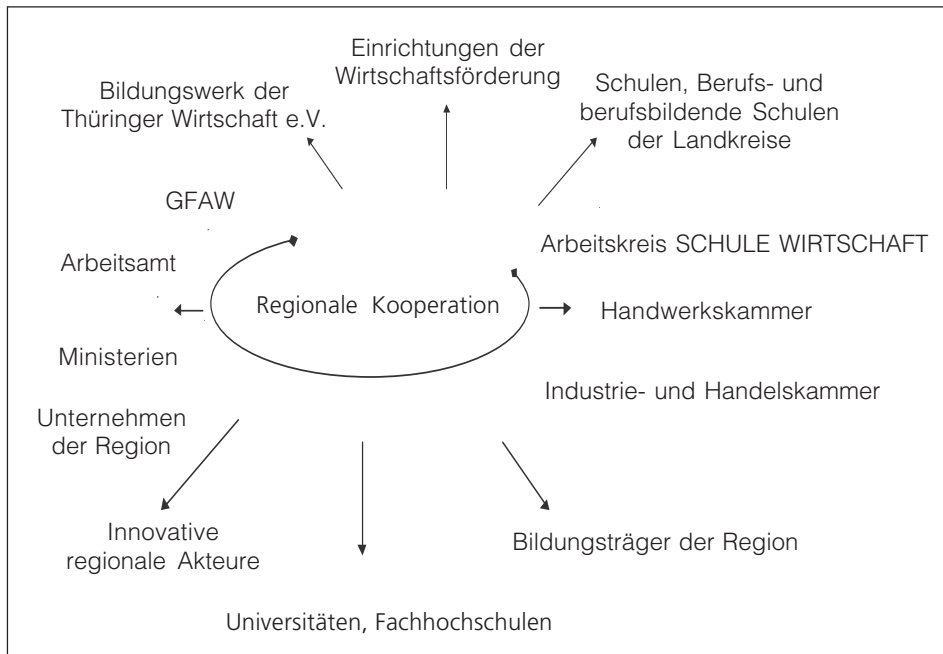 Einrichtungen der
Wirtschaftsförderung
Bildungswerk der
Thüringer Wirtschaft e.V.
Schulen, Berufs- und
berufsbildende Schulen
der Landkreise
GFAW
Arbeitskreis SCHULE WIRTSCHAFT
Arbeitsamt
Regionale Kooperation
Handwerkskammer
Ministerien
Industrie- und Handelskammer
Unternehmen
der Region
Innovative
regionale Akteure
Bildungsträger der Region
Universitäten, Fachhochschulen